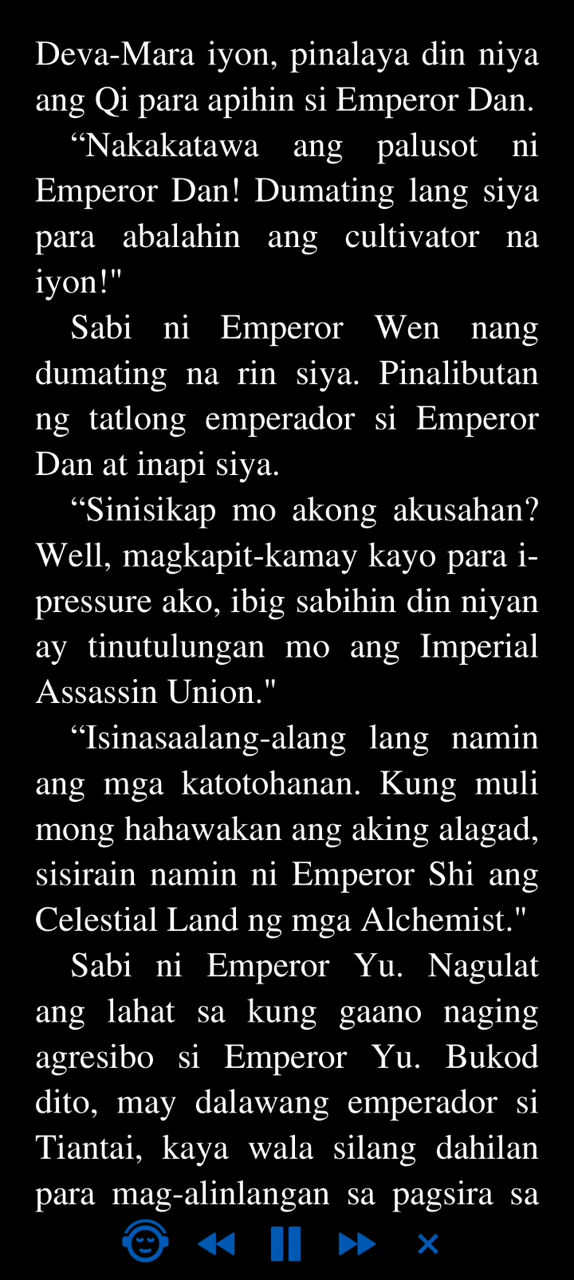 Deva-Mara iyon, pinalaya din niya
ang Qi para apihin si Emperor Dan.
“Nakakatawa ang palusot ni
Emperor Dan! Dumating lang siya
para abalahin ang cultivator na
iyon!"
Sabi ni Emperor Wen nang
dumating na rin siya. Pinalibutan
ng tatlong emperador si Emperor
Dan at inapi siya.
“Sinisikap mo akong akusahan?
Well, magkapit-kamay kayo para i-
pressure ako, ibig sabihin din niyan
ay tinutulungan mo ang Imperial
Assassin Union."
“Isinasaalang-alang lang namin
ang mga katotohanan. Kung muli
mong hahawakan ang aking alagad,
sisirain namin ni Emperor Shi ang
Celestial Land ng mga Alchemist."
Sabi ni Emperor Yu. Nagulat
ang lahat sa kung gaano naging
agresibo si Emperor Yu. Bukod
dito, may dalawang emperador si
Tiantai, kaya wala silang dahilan
para mag-alinlangan sa pagsira sa